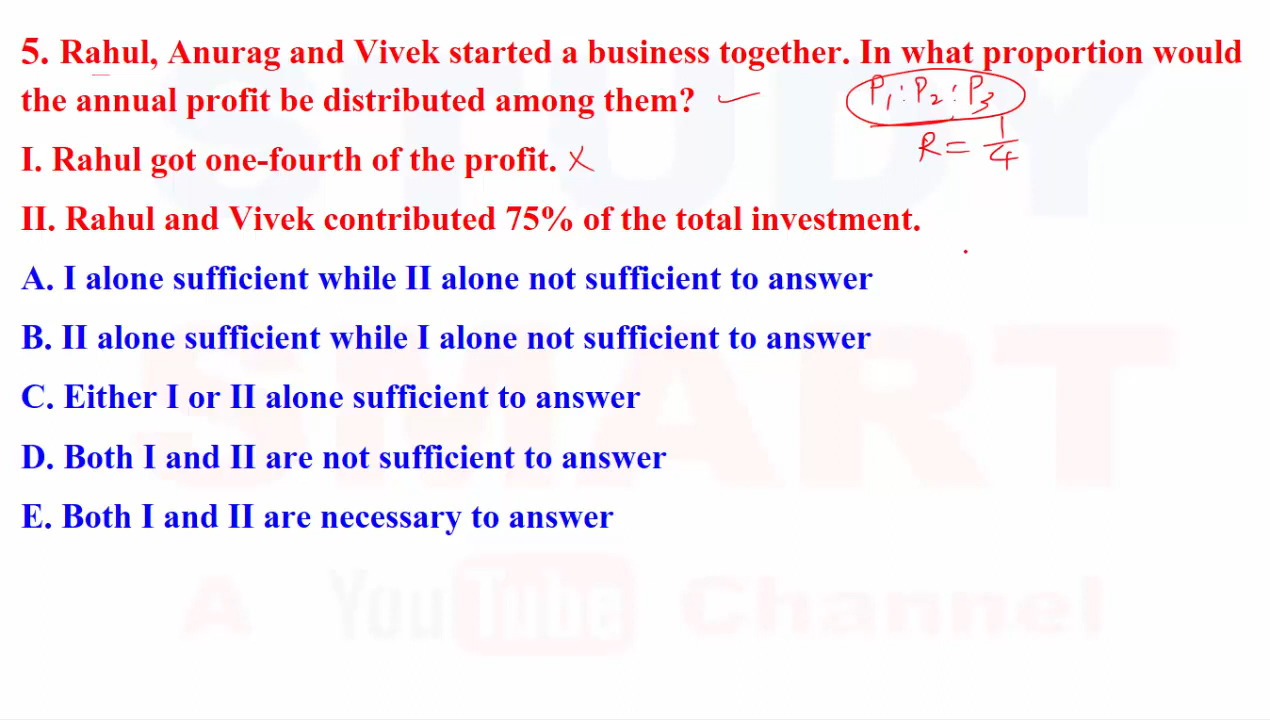 5. Rahul, Anurag and Vivek started a business together. In what proportion would
the annual profit be distributed among them?
P1 : P2 : P3
I. Rahul got one-fourth of the profit. X
R = 1/4
II. Rahul and Vivek contributed 75% of the total investment.
A. I alone sufficient while II alone not sufficient to answer
B. II alone sufficient while I alone not sufficient to answer
C. Either I or II alone sufficient to answer
D. Both I and II are not sufficient to answer
E. Both I and II are necessary to answer
STUDY
SMART
A YouTube Channel